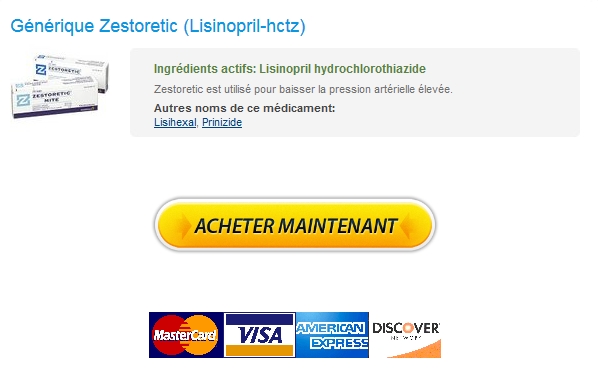 Générique Zestoretic (Lisinopril-hctz)
Ingrédients actifs: Lisinopril hydrochlorothiazide
Zestoretic est utilisé pour baisser la pression artérielle élevée.
Autres noms de ce médicament:
Lisihexal, Prinizide
ZESTORETIC
ZESTORETIC
MITE
ACHETER MAINTENANT
MasterCard
VISA
AMERICAN
EXPRESS
DISCOVER
NETWORK